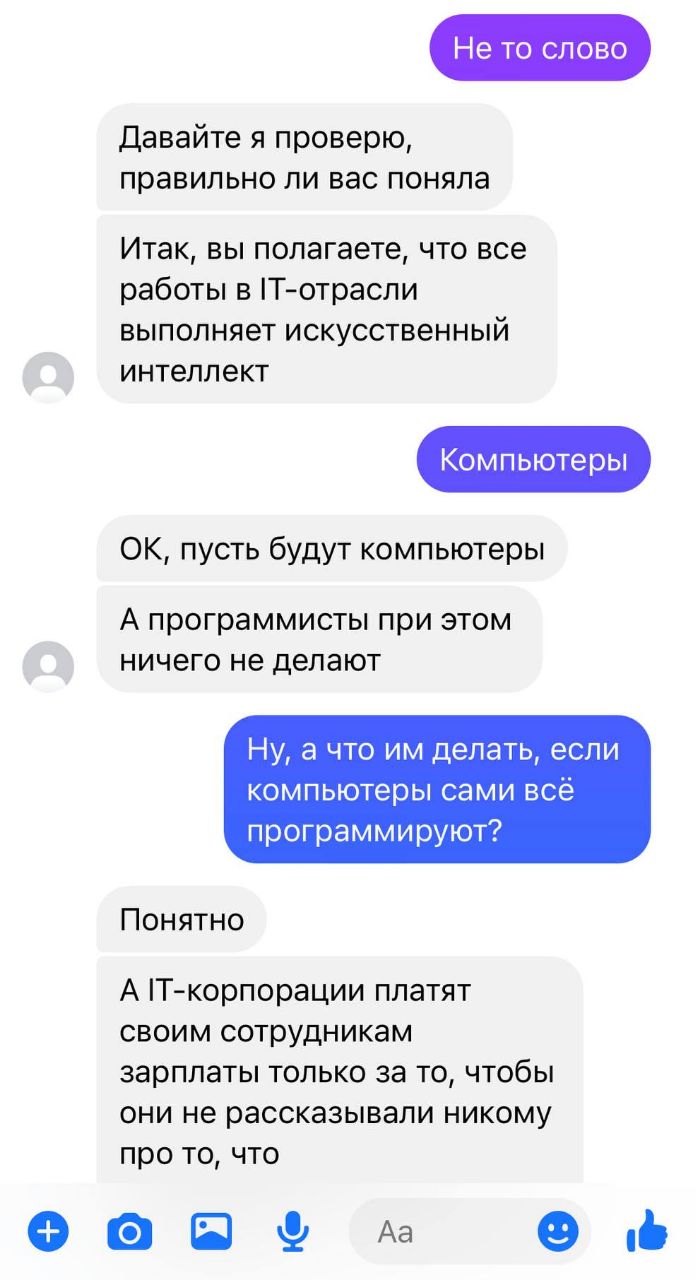 Не то слово
Давайте я проверю,
правильно ли вас поняла
Итак, вы полагаете, что все
работы в IT-отрасли
выполняет искусственный
интеллект
Компьютеры
ОК, пусть будут компьютеры
А программисты при этом
ничего не делают
Ну, а что им делать, если
компьютеры сами всё
программируют?
Понятно
А IT-корпорации платят
своим сотрудникам
зарплаты только за то, чтобы
они не рассказывали никому
про то, что
Aa